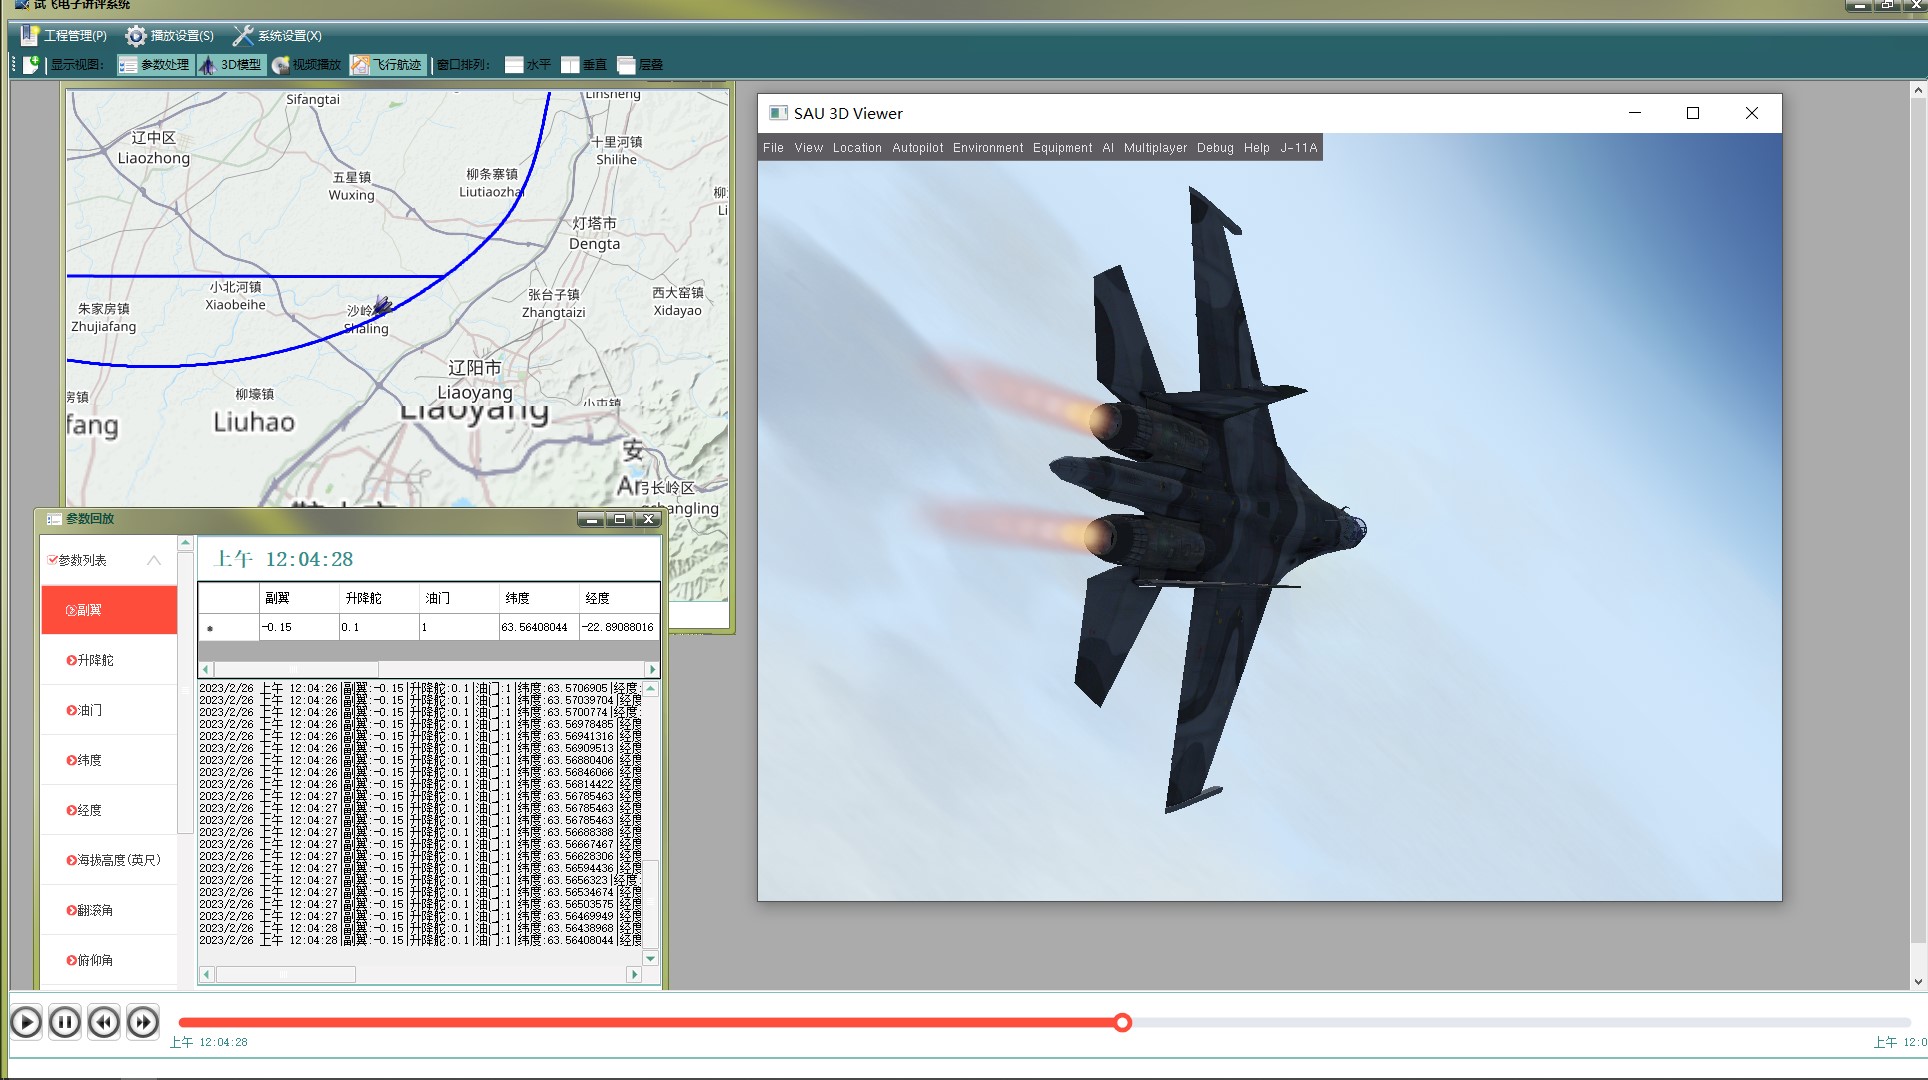 试飞电子讲评系统
工程管理(P) 播放设置(S) 系统设置(X)
显示视图: 参数处理 3D模型 视频播放 飞行航迹 窗口排列: 水平 垂直 层叠
Sifangtai
Linsheng
辽中区
Liaozhong
十里河镇
Shilihe
五星镇
Wuxing
柳条寨镇
Liutiaozhai
柳
Li
灯塔市
Dengta
小北河镇
Xiaobeihe
朱家房镇
Zhujiafang
沙岭
Shaling
张台子镇
Zhangtaizi
西大窑镇
Xidayao
辽阳市
Liaoyang
Liaoyang
房镇
fang
柳壕镇
Liuhao
小屯镇
安
An
弓长岭区
gchangling
SAU 3D Viewer
File View Location Autopilot Environment Equipment AI Multiplayer Debug Help J-11A
参数回放
参数列表
副翼
升降舵
油门
纬度
经度
海拔高度(英尺)
翻滚角
俯仰角
上午 12:04:28
副翼 升降舵 油门 纬度 经度
* -0.15 0.1 1 63.56408044 -22.89088016
2023/2/26 上午 12:04:26|副翼:-0.15|升降舵:0.1|油门:1|纬度:63.5706905|经度:
2023/2/26 上午 12:04:26|副翼:-0.15|升降舵:0.1|油门:1|纬度:63.57039704|经度
2023/2/26 上午 12:04:26|副翼:-0.15|升降舵:0.1|油门:1|纬度:63.5700774|经度:
2023/2/26 上午 12:04:26|副翼:-0.15|升降舵:0.1|油门:1|纬度:63.56978485|经度
2023/2/26 上午 12:04:26|副翼:-0.15|升降舵:0.1|油门:1|纬度:63.56941316|经度
2023/2/26 上午 12:04:26|副翼:-0.15|升降舵:0.1|油门:1|纬度:63.56909513|经度
2023/2/26 上午 12:04:26|副翼:-0.15|升降舵:0.1|油门:1|纬度:63.56880406|经度
2023/2/26 上午 12:04:26|副翼:-0.15|升降舵:0.1|油门:1|纬度:63.56846066|经度
2023/2/26 上午 12:04:26|副翼:-0.15|升降舵:0.1|油门:1|纬度:63.56814422|经度
2023/2/26 上午 12:04:27|副翼:-0.15|升降舵:0.1|油门:1|纬度:63.56785463|经度
2023/2/26 上午 12:04:27|副翼:-0.15|升降舵:0.1|油门:1|纬度:63.56785463|经度
2023/2/26 上午 12:04:27|副翼:-0.15|升降舵:0.1|油门:1|纬度:63.56785463|经度
2023/2/26 上午 12:04:27|副翼:-0.15|升降舵:0.1|油门:1|纬度:63.56688388|经度
2023/2/26 上午 12:04:27|副翼:-0.15|升降舵:0.1|油门:1|纬度:63.56667467|经度
2023/2/26 上午 12:04:27|副翼:-0.15|升降舵:0.1|油门:1|纬度:63.56628306|经度
2023/2/26 上午 12:04:27|副翼:-0.15|升降舵:0.1|油门:1|纬度:63.56594436|经度
2023/2/26 上午 12:04:27|副翼:-0.15|升降舵:0.1|油门:1|纬度:63.5656323|经度:
2023/2/26 上午 12:04:27|副翼:-0.15|升降舵:0.1|油门:1|纬度:63.56534674|经度
2023/2/26 上午 12:04:27|副翼:-0.15|升降舵:0.1|油门:1|纬度:63.56503575|经度
2023/2/26 上午 12:04:27|副翼:-0.15|升降舵:0.1|油门:1|纬度:63.56469949|经度
2023/2/26 上午 12:04:28|副翼:-0.15|升降舵:0.1|油门:1|纬度:63.56438968|经度
2023/2/26 上午 12:04:28|副翼:-0.15|升降舵:0.1|油门:1|纬度:63.56408044|经度
上午 12:04:28
上午 12:0